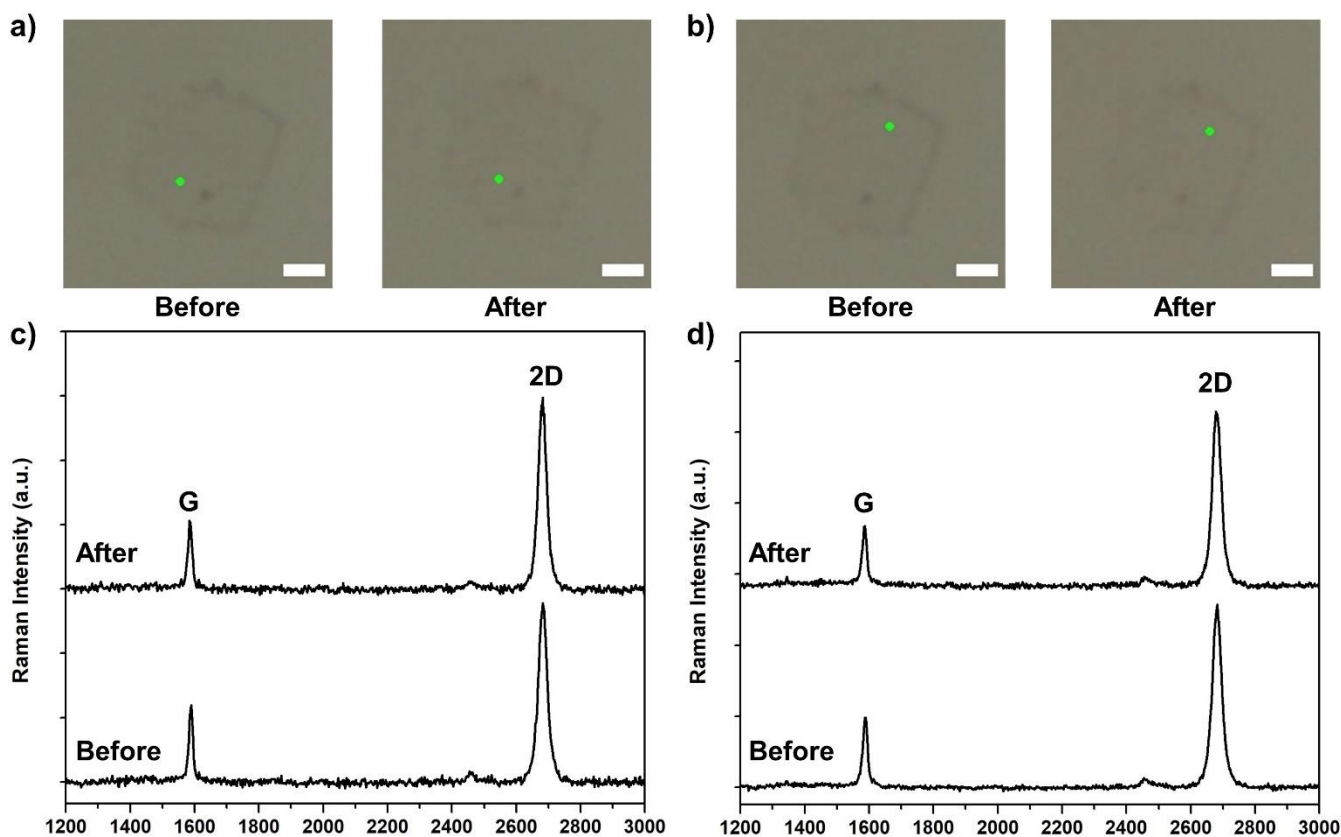 a)
b)
Before
After
Before
After
c)
d)
2D
G
After
Before
Raman Intensity (a.u.)
1200 1400 1600 1800 2000 2200 2400 2600 2800 3000
2D
G
After
Before
Raman Intensity (a.u.)
1200 1400 1600 1800 2000 2200 2400 2600 2800 3000